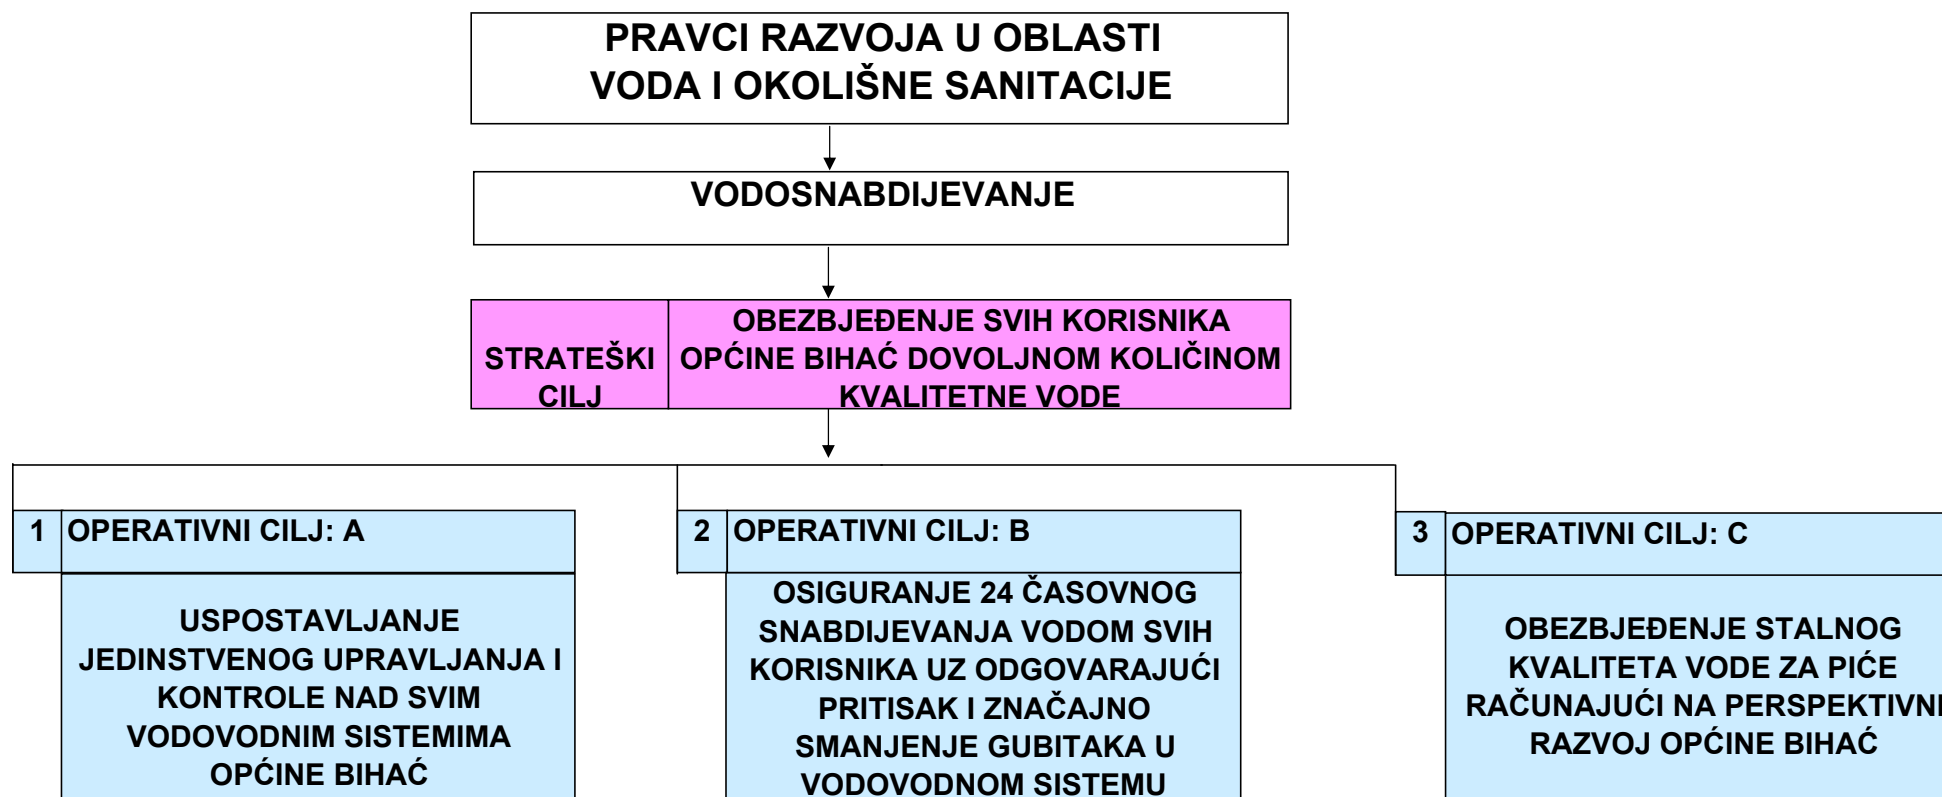 PRAVCI RAZVOJA U OBLASTI
VODA I OKOLIŠNE SANITACIJE
VODOSNABDIJEVANJE
STRATEŠKI
CILJ
OBEZBJEĐENJE SVIH KORISNIKA
OPĆINE BIHAĆ DOVOLJNOM KOLIČINOM
KVALITETNE VODE
1 OPERATIVNI CILJ: A
USPOSTAVLJANJE
JEDINSTVENOG UPRAVLJANJA I
KONTROLE NAD SVIM
VODOVODNIM SISTEMIMA
OPĆINE BIHAĆ
2 OPERATIVNI CILJ: B
OSIGURANJE 24 ČASOVNOG
SNABDIJEVANJA VODOM SVIH
KORISNIKA UZ ODGOVARAJUĆI
PRITISAK I ZNAČAJNO
SMANJENJE GUBITAKA U
VODOVODNOM SISTEMU
3 OPERATIVNI CILJ: C
OBEZBJEĐENJE STALNOG
KVALITETA VODE ZA PIĆE
RAČUNAJUĆI NA PERSPEKTIVNI
RAZVOJ OPĆINE BIHAĆ